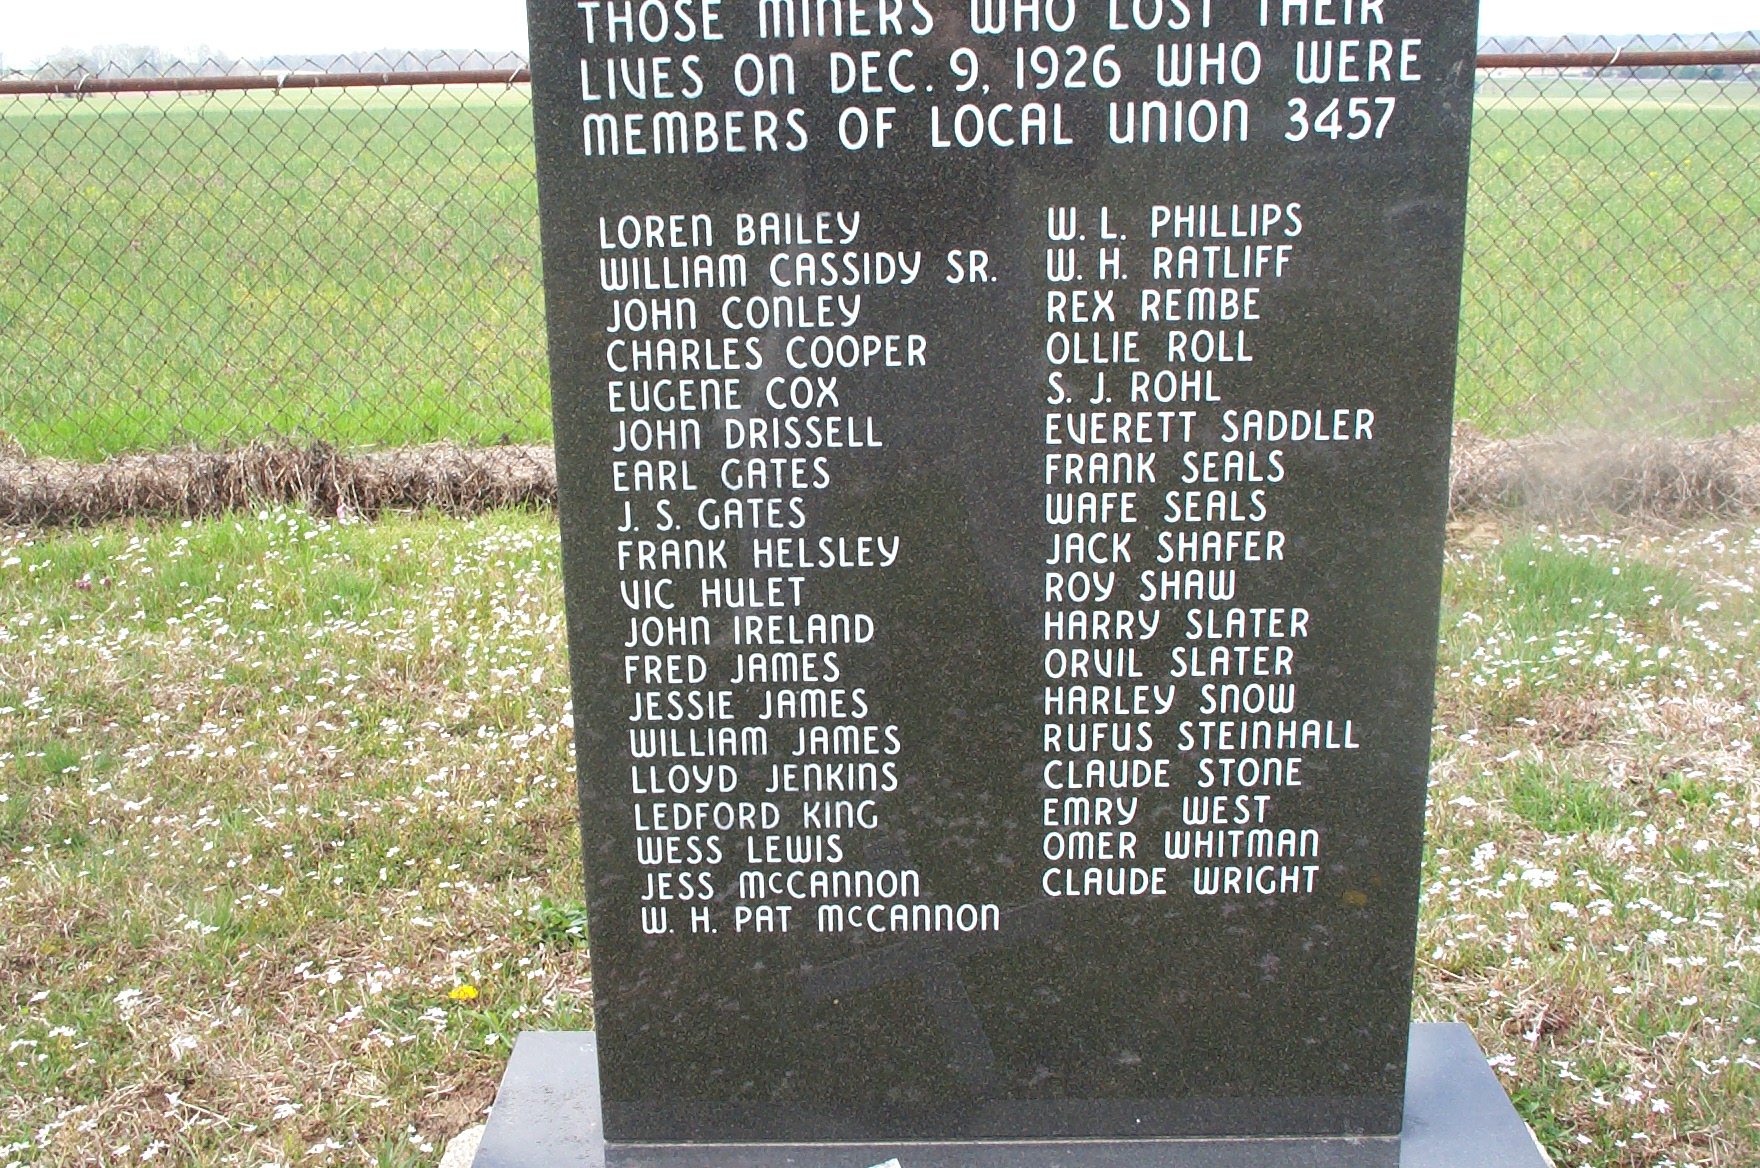 THOSE MINERS WHO LOST THEIR
LIVES ON DEC. 9, 1926 WHO WERE
MEMBERS OF LOCAL UNION 3457
LOREN BAILEY
WILLIAM CASSIDY SR.
JOHN CONLEY
CHARLES COOPER
EUGENE COX
JOHN DRISSELL
EARL GATES
J. S. GATES
FRANK HELSLEY
VIC HULET
JOHN IRELAND
FRED JAMES
JESSIE JAMES
WILLIAM JAMES
LLOYD JENKINS
LEDFORD KING
WESS LEWIS
JESS McCANNON
W. H. PAT McCANNON
W. L. PHILLIPS
W. H. RATLIFF
REX REMBE
OLLIE ROLL
S. J. ROHL
EVERETT SADDLER
FRANK SEALS
WAFE SEALS
JACK SHAFER
ROY SHAW
HARRY SLATER
ORVIL SLATER
HARLEY SNOW
RUFUS STEINHALL
CLAUDE STONE
EMRY WEST
OMER WHITMAN
CLAUDE WRIGHT